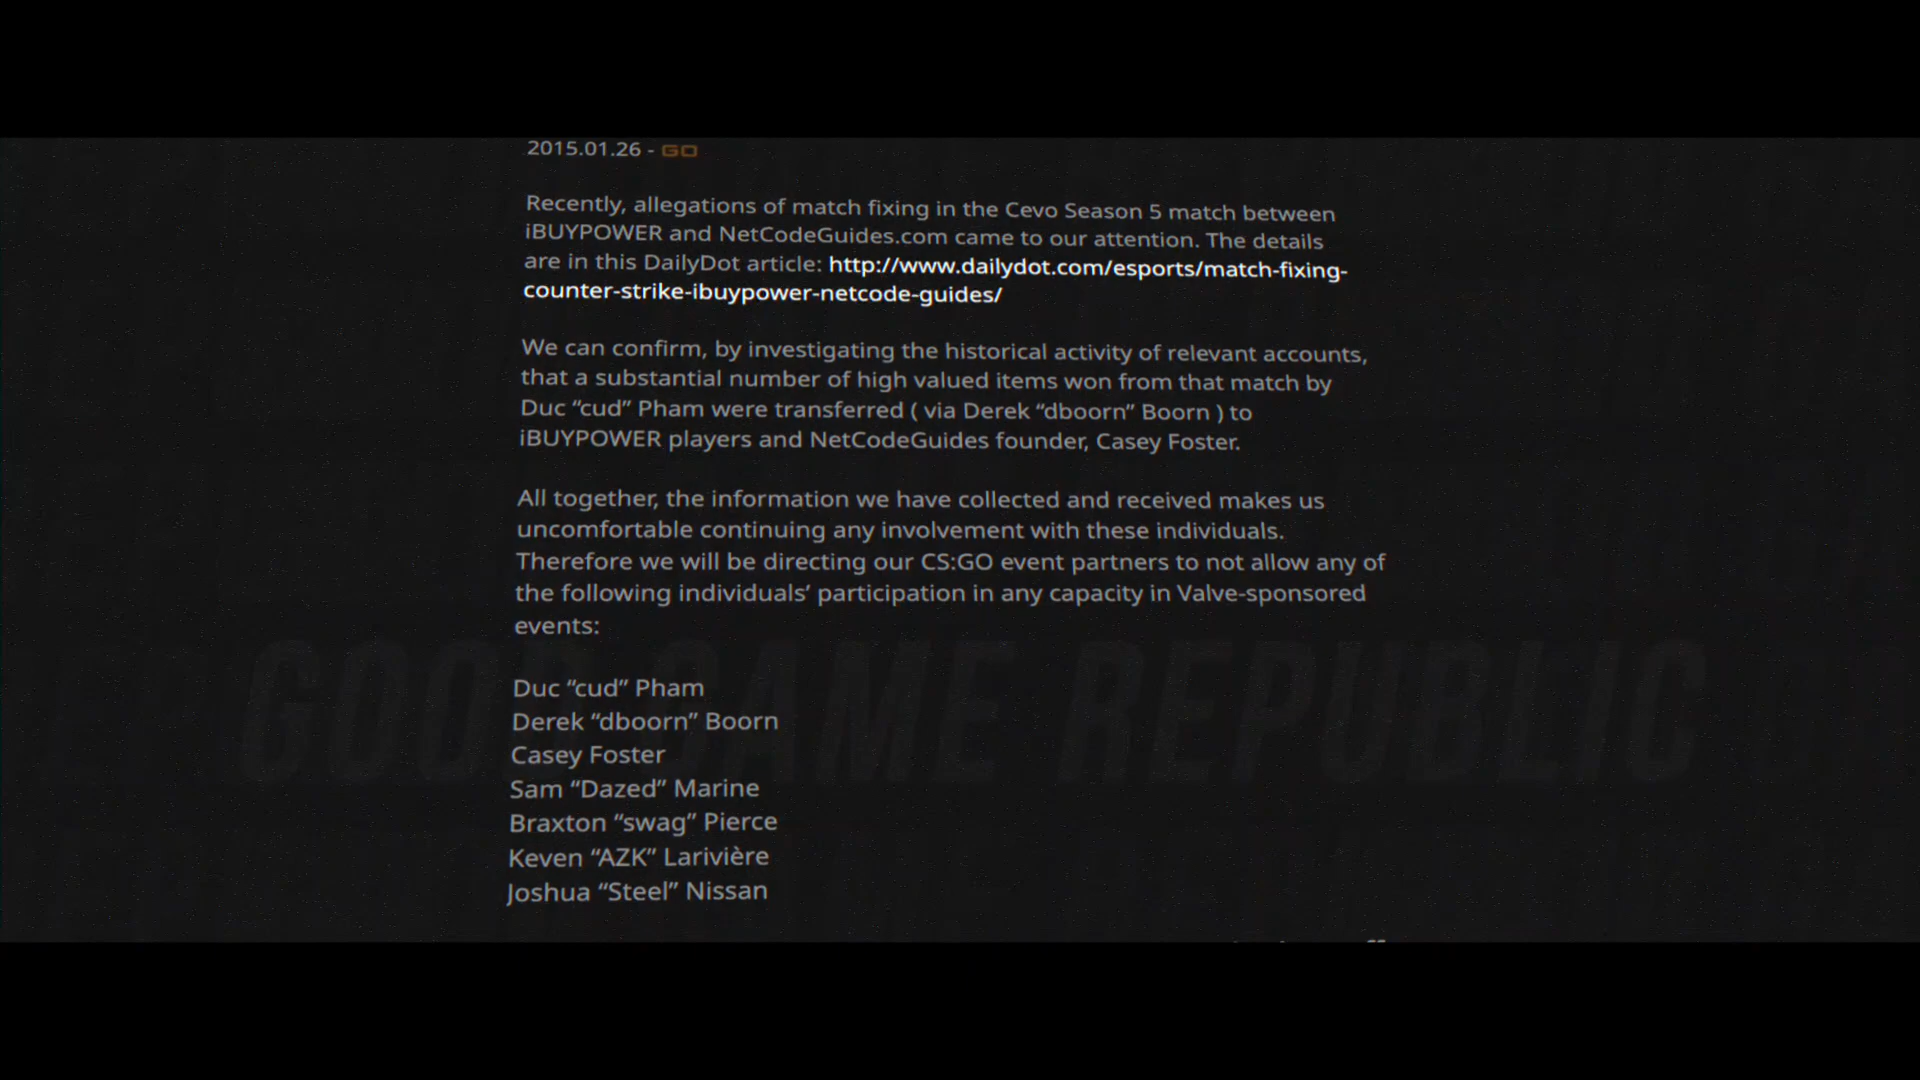 2015.01.26 - GO
Recently, allegations of match fixing in the Cevo Season 5 match between
iBUYPOWER and NetCodeGuides.com came to our attention. The details
are in this DailyDot article: http://www.dailydot.com/esports/match-fixing-
counter-strike-ibuypower-netcode-guides/
We can confirm, by investigating the historical activity of relevant accounts,
that a substantial number of high valued items won from that match by
Duc “cud” Pham were transferred ( via Derek “dboorn” Boorn ) to
iBUYPOWER players and NetCodeGuides founder, Casey Foster.
All together, the information we have collected and received makes us
uncomfortable continuing any involvement with these individuals.
Therefore we will be directing our CS:GO event partners to not allow any of
the following individuals’ participation in any capacity in Valve-sponsored
events:
GOOD GAME REPUBLIC
Duc “cud” Pham
Derek “dboorn” Boorn
Casey Foster
Sam “Dazed” Marine
Braxton “swag” Pierce
Keven “AZK” Larivière
Joshua “Steel” Nissan